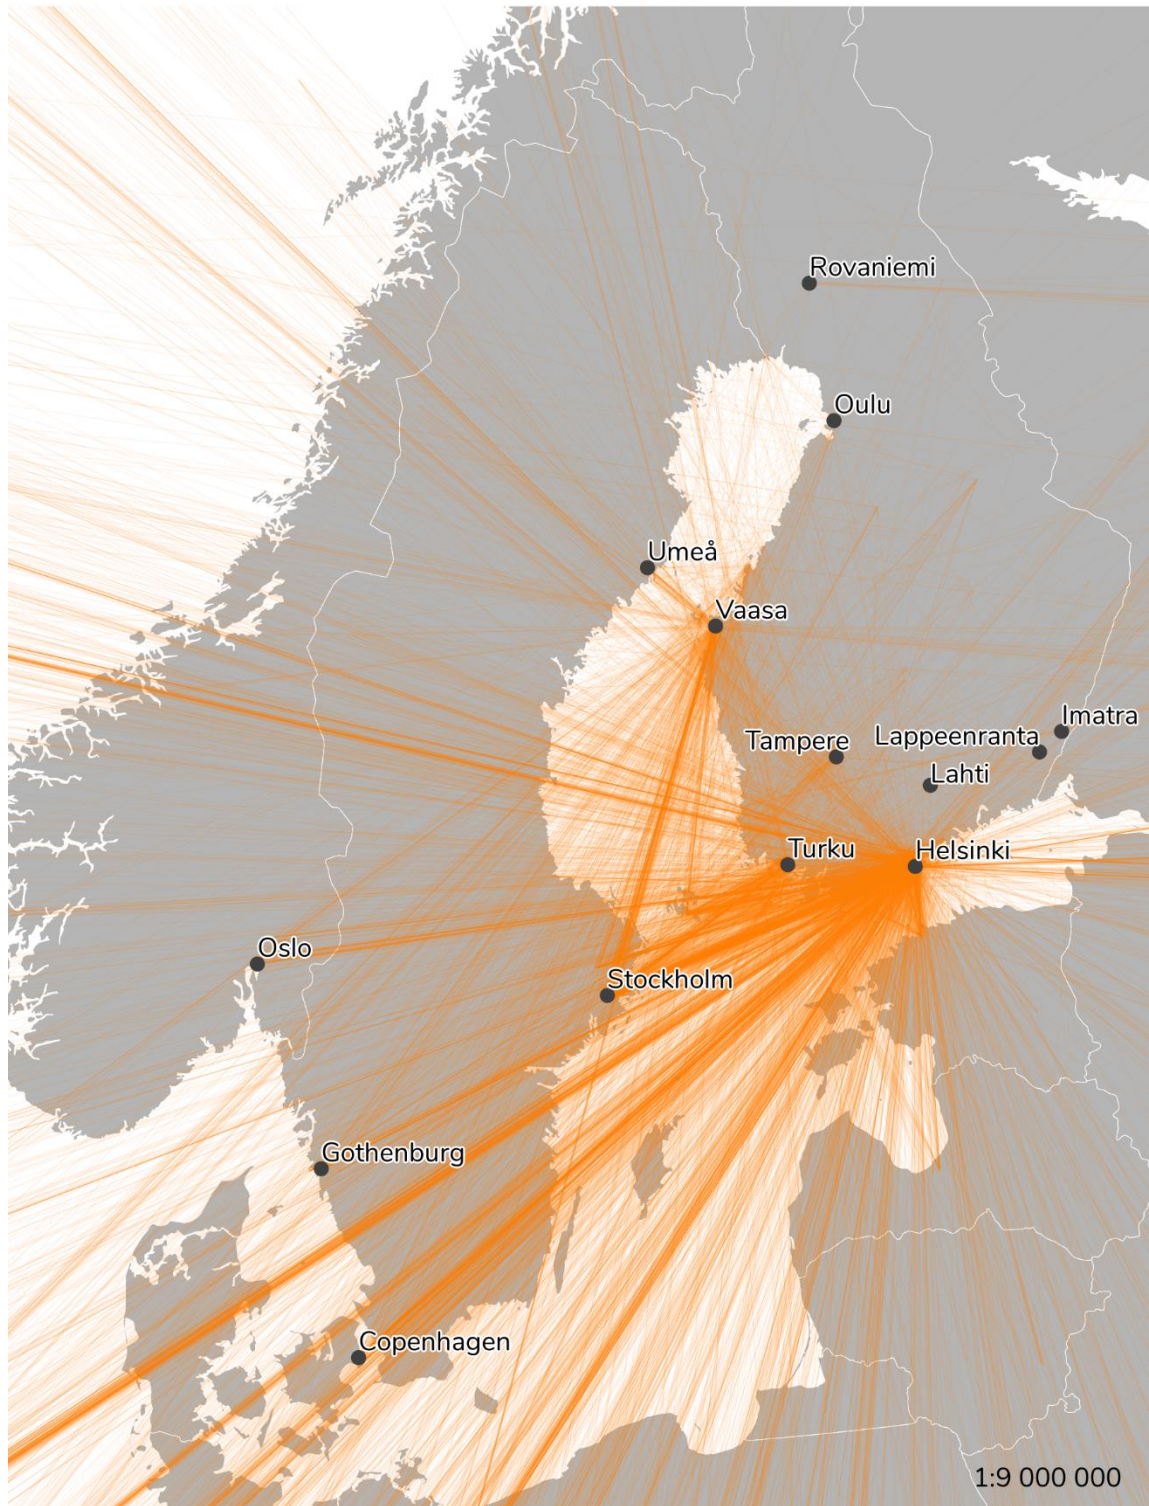 Rovaniemi
Oulu
Umeå
Vaasa
Imatra
Lappeenranta
Tampere
Lahti
Turku
Helsinki
Oslo
Stockholm
Gothenburg
Copenhagen
1:9 000 000